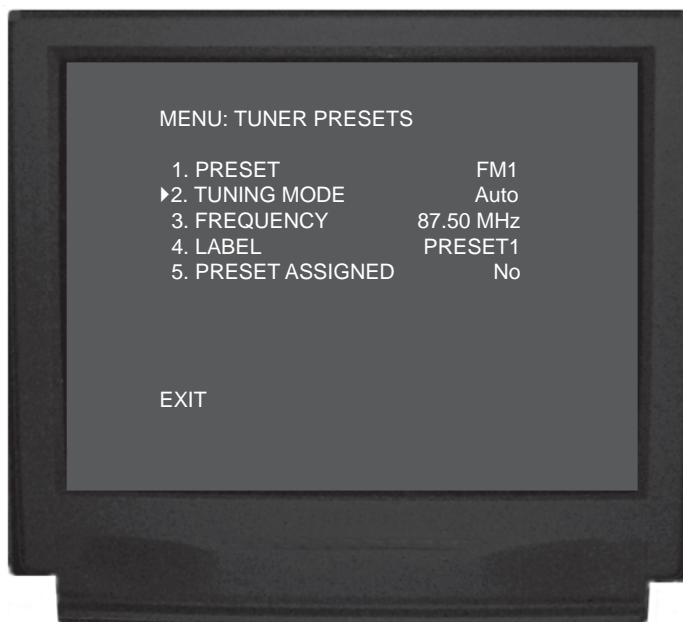 MENU: TUNER PRESETS
1. PRESET FM1
2. TUNING MODE Auto
3. FREQUENCY 87.50 MHz
4. LABEL PRESET1
5. PRESET ASSIGNED No
EXIT